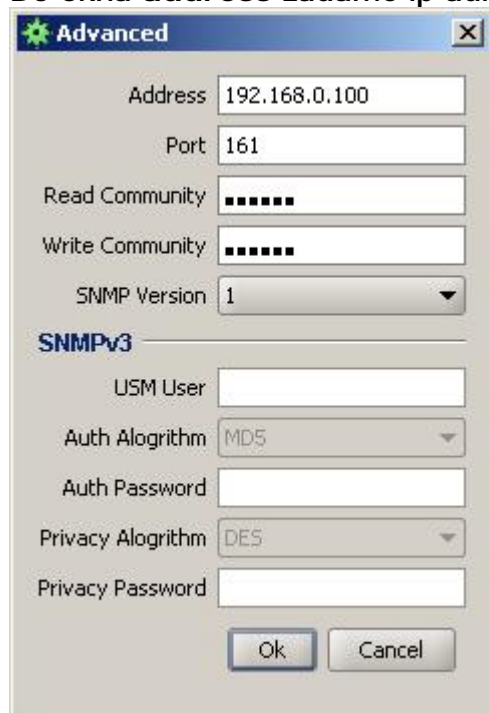 Advanced
Address 192.168.0.100
Port 161
Read Community ▪▪▪▪▪▪
Write Community ▪▪▪▪▪▪
SNMP Version 1
SNMPv3
USM User
Auth Alogrithm MD5
Auth Password
Privacy Alogrithm DES
Privacy Password
Ok Cancel